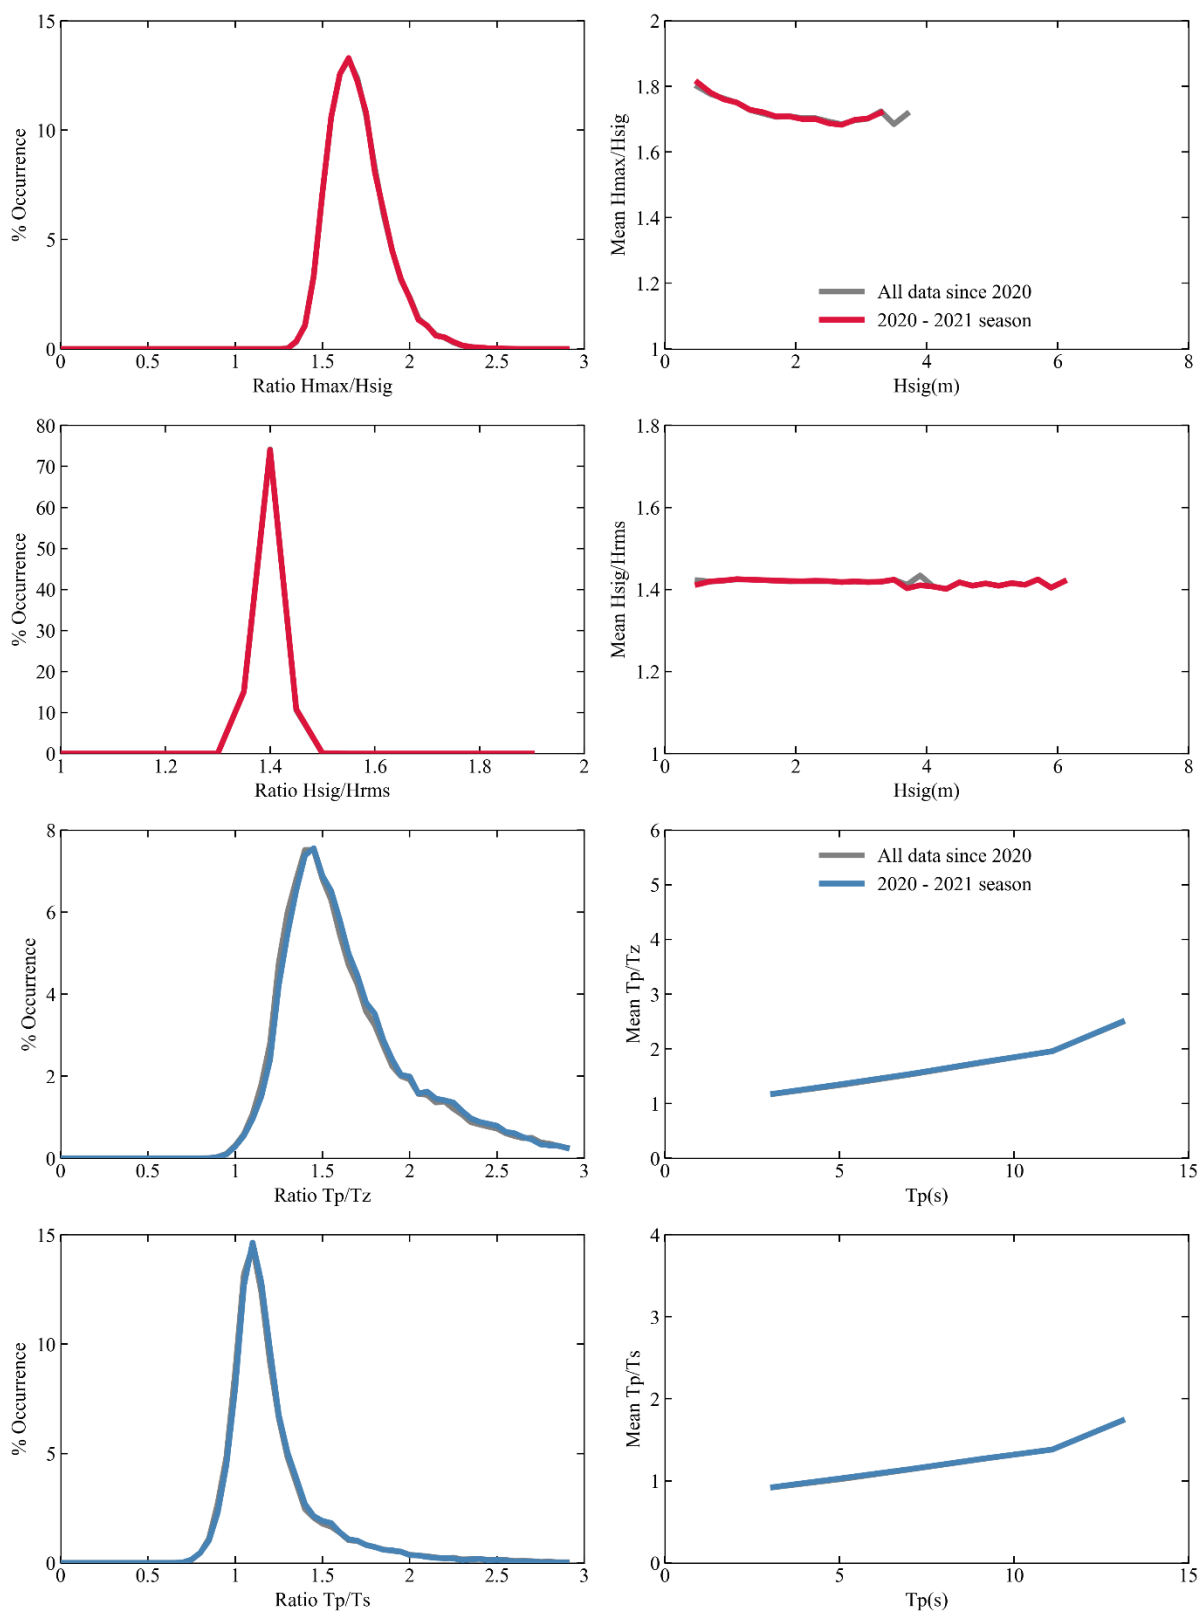 15
10
5
0
% Occurrence
0 0.5 1 1.5 2 2.5 3
Ratio Hmax/Hsig
2
1.8
1.6
1.4
1.2
1
Mean Hmax/Hsig
All data since 2020
2020 - 2021 season
0 2 4 6 8
Hsig(m)
80
70
60
50
40
30
20
10
0
% Occurrence
1 1.2 1.4 1.6 1.8 2
Ratio Hsig/Hrms
1.8
1.6
1.4
1.2
1
Mean Hsig/Hrms
0 2 4 6 8
Hsig(m)
8
6
4
2
0
% Occurrence
0 0.5 1 1.5 2 2.5 3
Ratio Tp/Tz
6
5
4
3
2
1
0
Mean Tp/Tz
All data since 2020
2020 - 2021 season
0 5 10 15
Tp(s)
15
10
5
0
% Occurrence
0 0.5 1 1.5 2 2.5 3
Ratio Tp/Ts
4
3
2
1
0
Mean Tp/Ts
0 5 10 15
Tp(s)